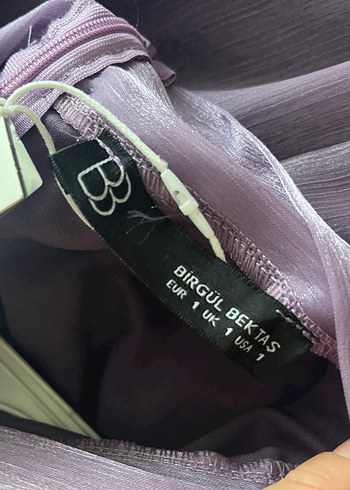 BB
BİRGÜL BEKTAŞ
EUR 1 UK 1 USA 1